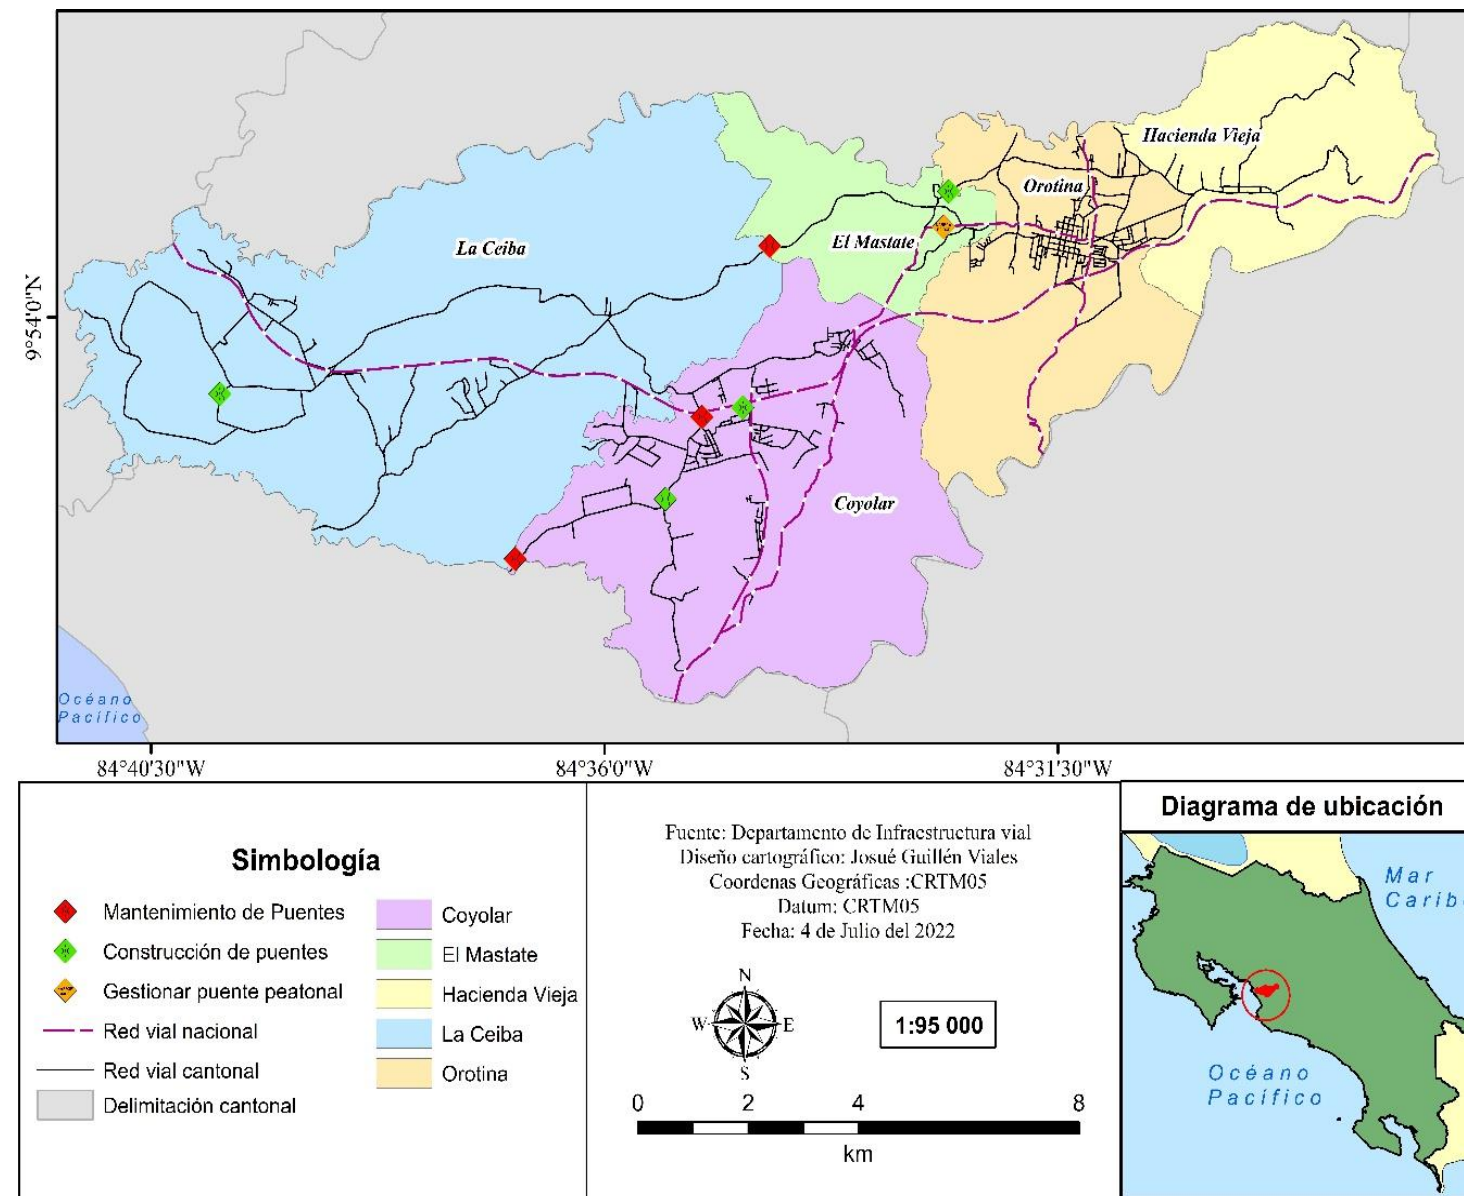 Hacienda Vieja
Orotina
La Ceiba
El Mastate
Coyolar
9°54'0"N
Océano
Pacífico
84°40'30"W
84°36'0"W
84°31'30"W
Simbología
Mantenimiento de Puentes
Construcción de puentes
Gestionar puente peatonal
Red vial nacional
Red vial cantonal
Delimitación cantonal
Coyolar
El Mastate
Hacienda Vieja
La Ceiba
Orotina
Fuente: Departamento de Infraestructura vial
Diseño cartográfico: Josué Guillén Viales
Coordenas Geográficas :CRTM05
Datum: CRTM05
Fecha: 4 de Julio del 2022
N
W
E
S
1:95 000
0 2 4 8
km
Diagrama de ubicación
Mar
Carib
Océano
Pacífico